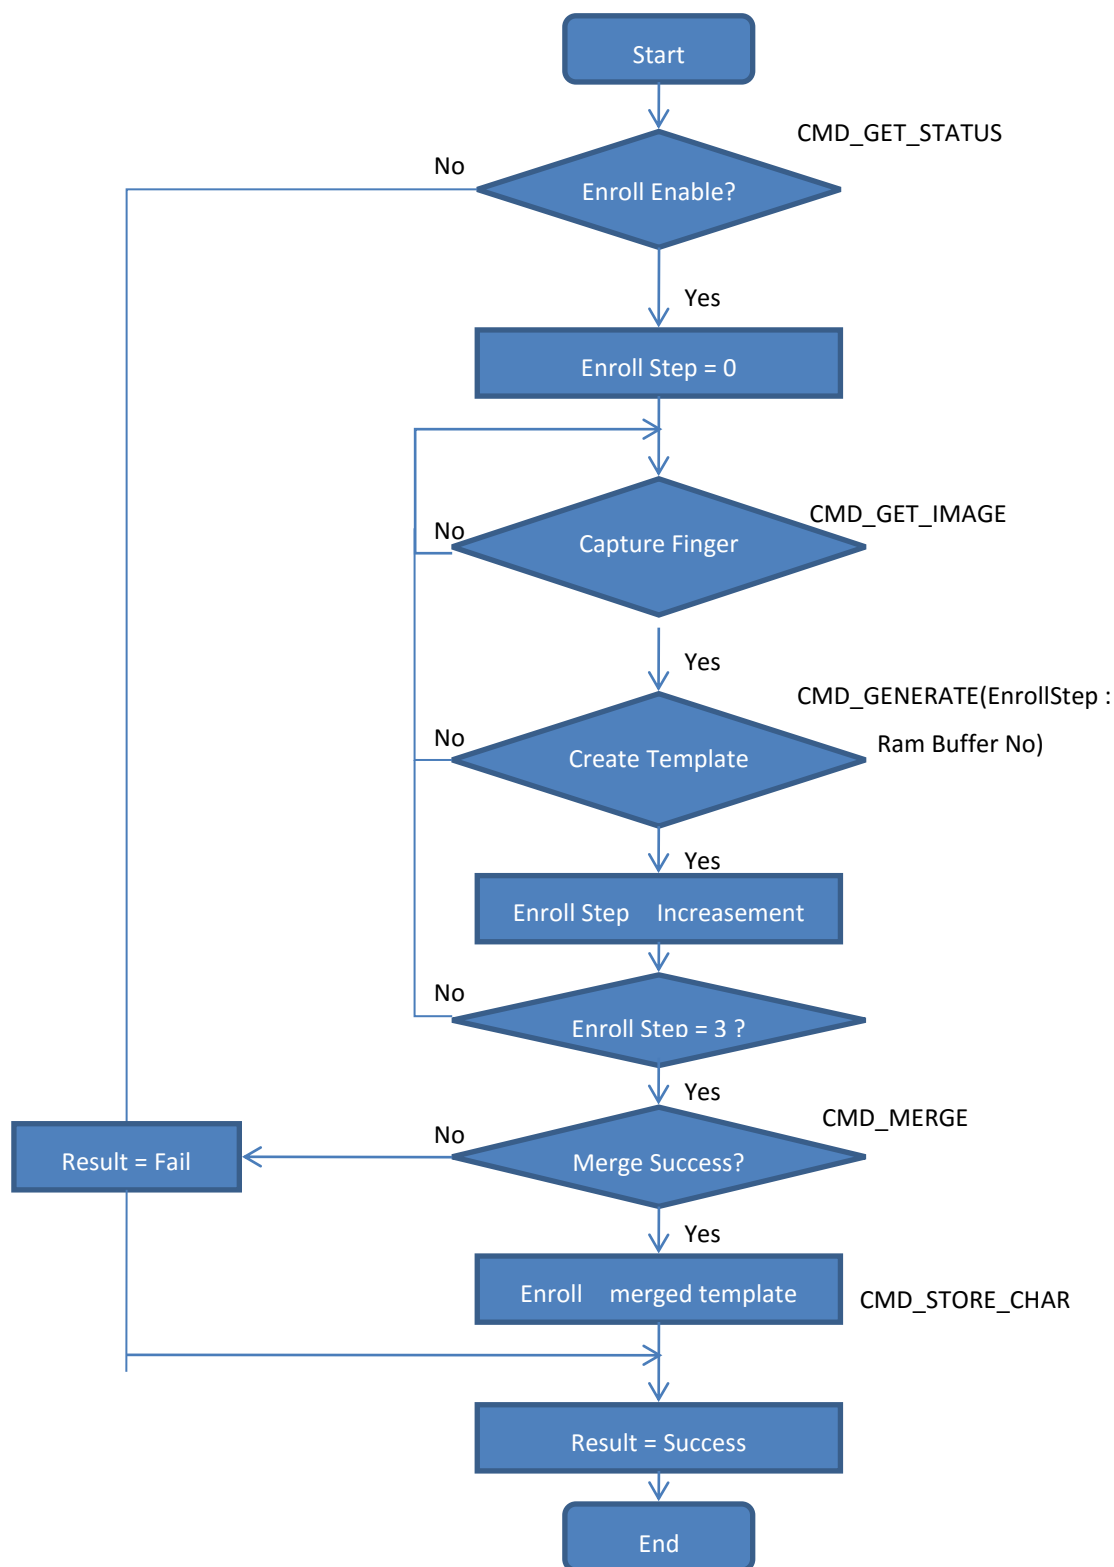 Start
CMD_GET_STATUS
No
Enroll Enable?
Yes
Enroll Step = 0
CMD_GET_IMAGE
No
Capture Finger
Yes
CMD_GENERATE(EnrollStep :
Ram Buffer No)
No
Create Template
Yes
Enroll Step Increasement
No
Enroll Step = 3 ?
Yes
CMD_MERGE
No
Result = Fail
Merge Success?
Yes
Enroll merged template
CMD_STORE_CHAR
Result = Success
End